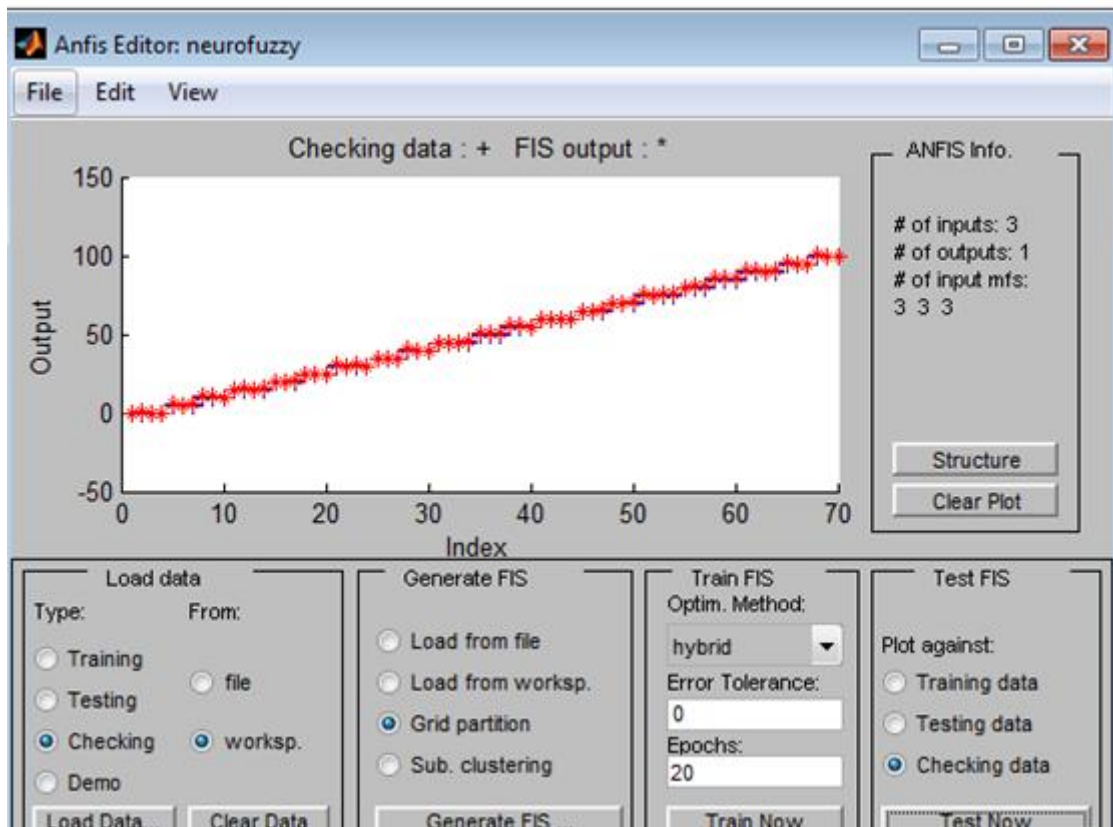 Anfis Editor: neurofuzzy
File Edit View
Checking data : + FIS output : *
150
100
50
0
-50
Output
0 10 20 30 40 50 60 70
Index
ANFIS Info.
# of inputs: 3
# of outputs: 1
# of input mfs:
3 3 3
Structure
Clear Plot
Load data
Type: From:
Training
Testing
Checking
Demo
file
worksp.
Load Data... Clear Data
Generate FIS
Load from file
Load from worksp.
Grid partition
Sub. clustering
Generate FIS ...
Train FIS
Optim. Method:
hybrid
Error Tolerance:
0
Epochs:
20
Train Now
Test FIS
Plot against:
Training data
Testing data
Checking data
Test Now